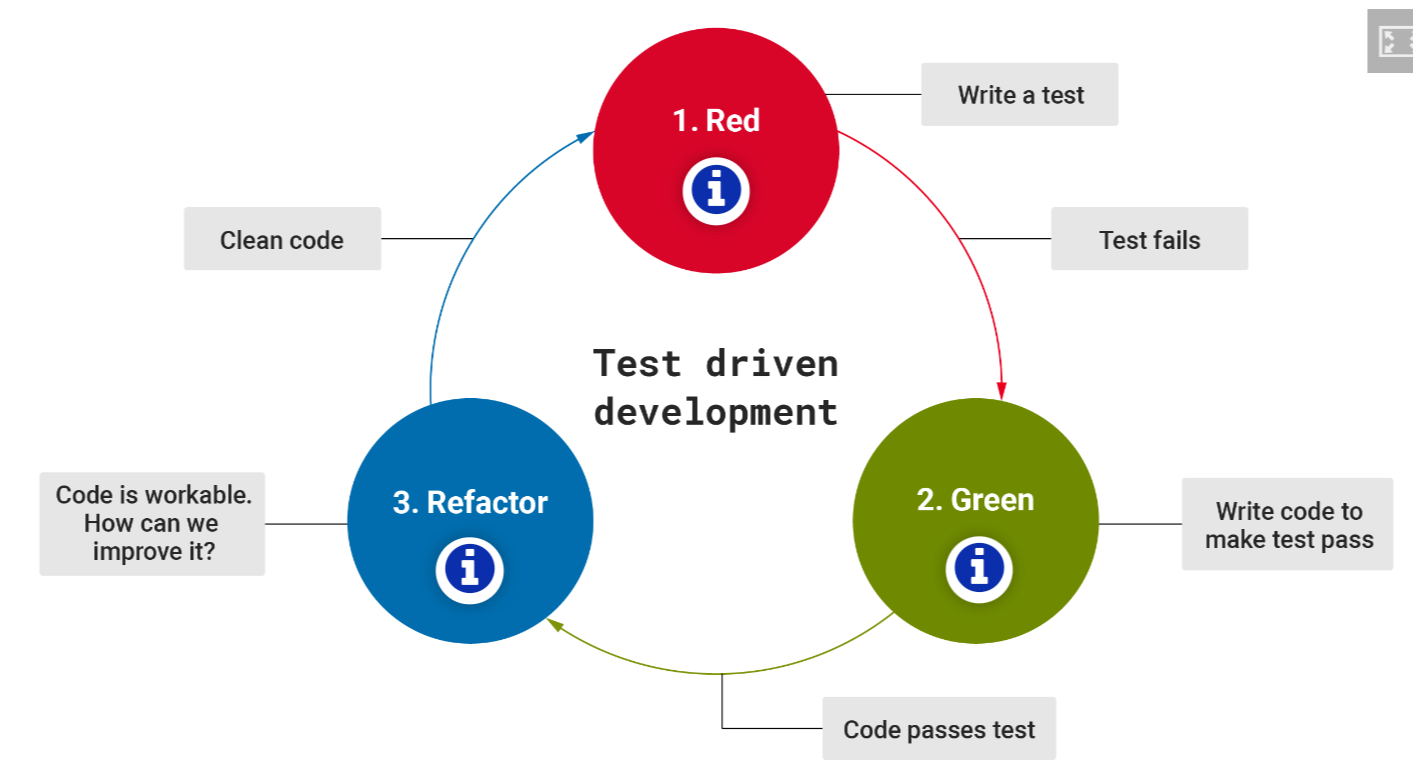 1. Red
Write a test
Clean code
Test fails
Test driven
development
3. Refactor
2. Green
Code is workable.
How can we
improve it?
Write code to
make test pass
Code passes test